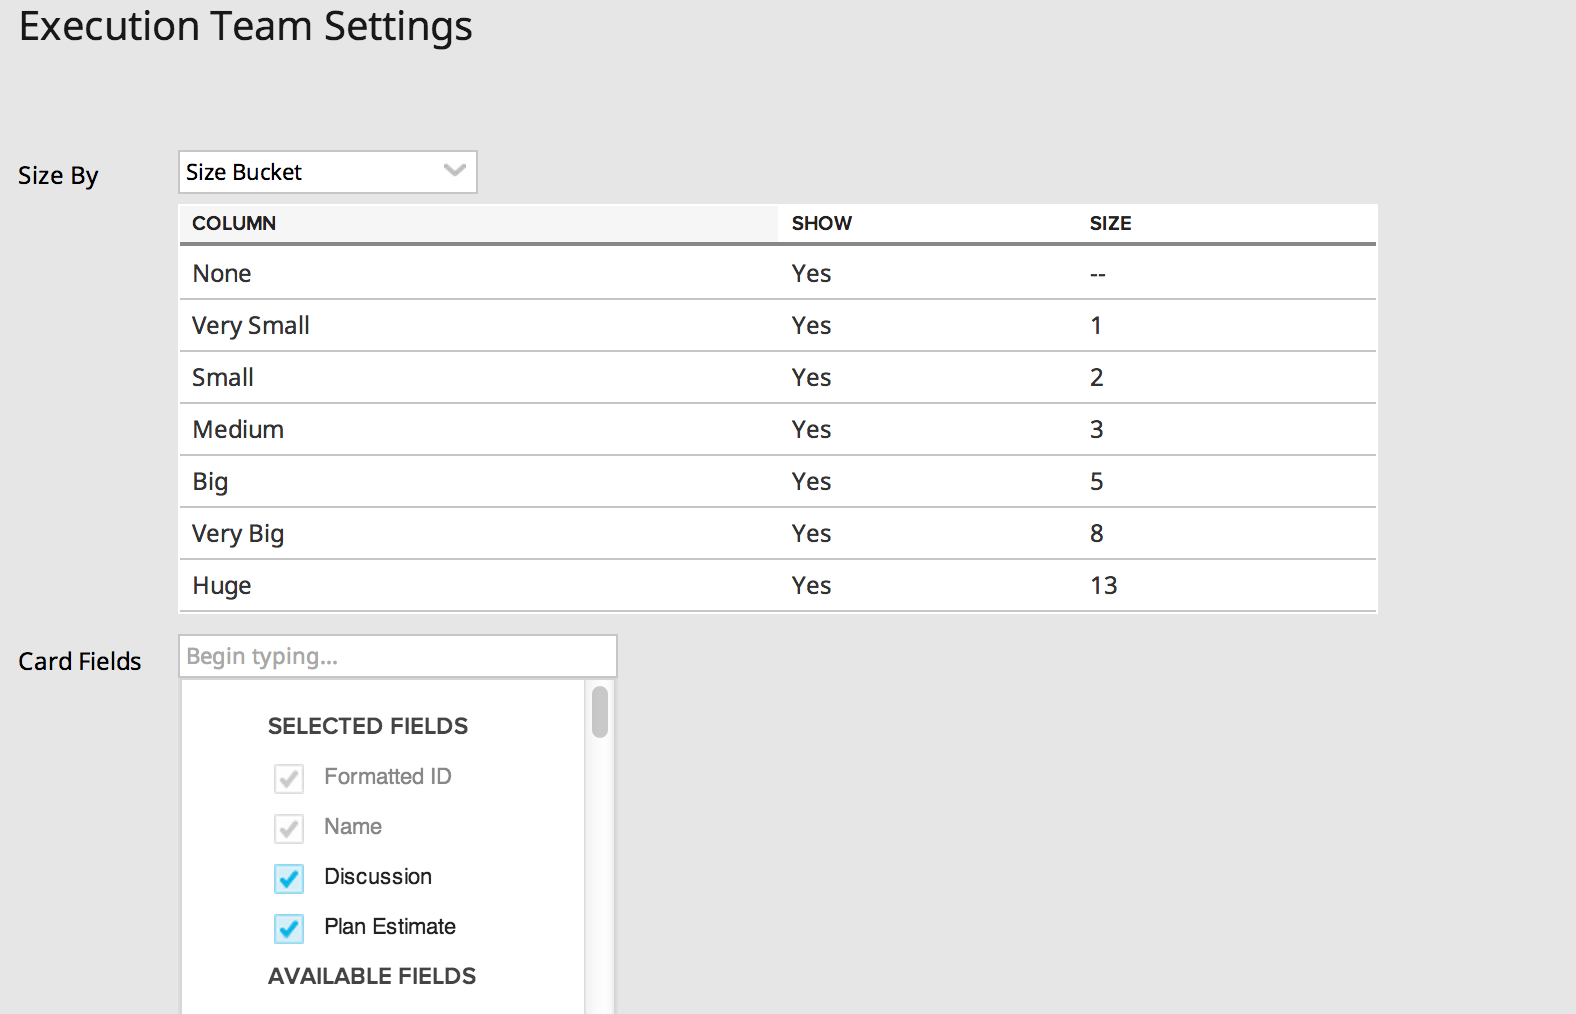 Execution Team Settings
Size By Size Bucket
COLUMN SHOW SIZE
None Yes --
Very Small Yes 1
Small Yes 2
Medium Yes 3
Big Yes 5
Very Big Yes 8
Huge Yes 13
Card Fields Begin typing...
SELECTED FIELDS
Formatted ID
Name
Discussion
Plan Estimate
AVAILABLE FIELDS